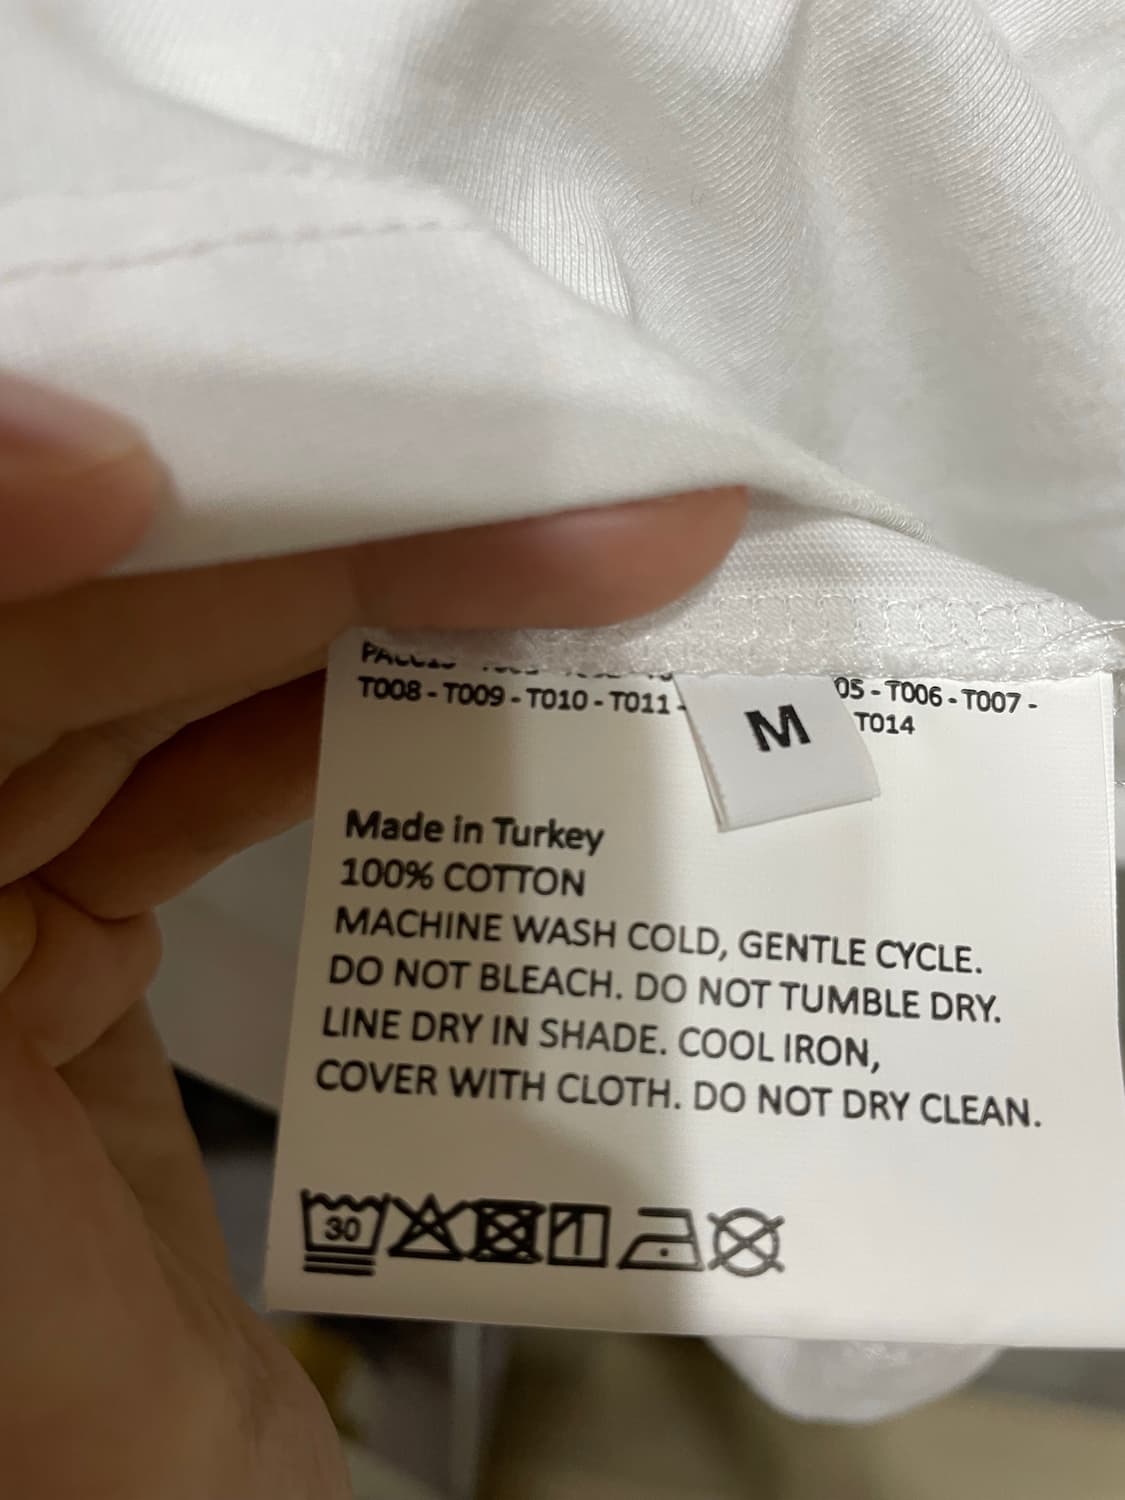 T008 - T009 - T010 - T011 - 05 - T006 - T007 -
T014
M
Made in Turkey
100% COTTON
MACHINE WASH COLD, GENTLE CYCLE.
DO NOT BLEACH. DO NOT TUMBLE DRY.
LINE DRY IN SHADE. COOL IRON,
COVER WITH CLOTH. DO NOT DRY CLEAN.
30